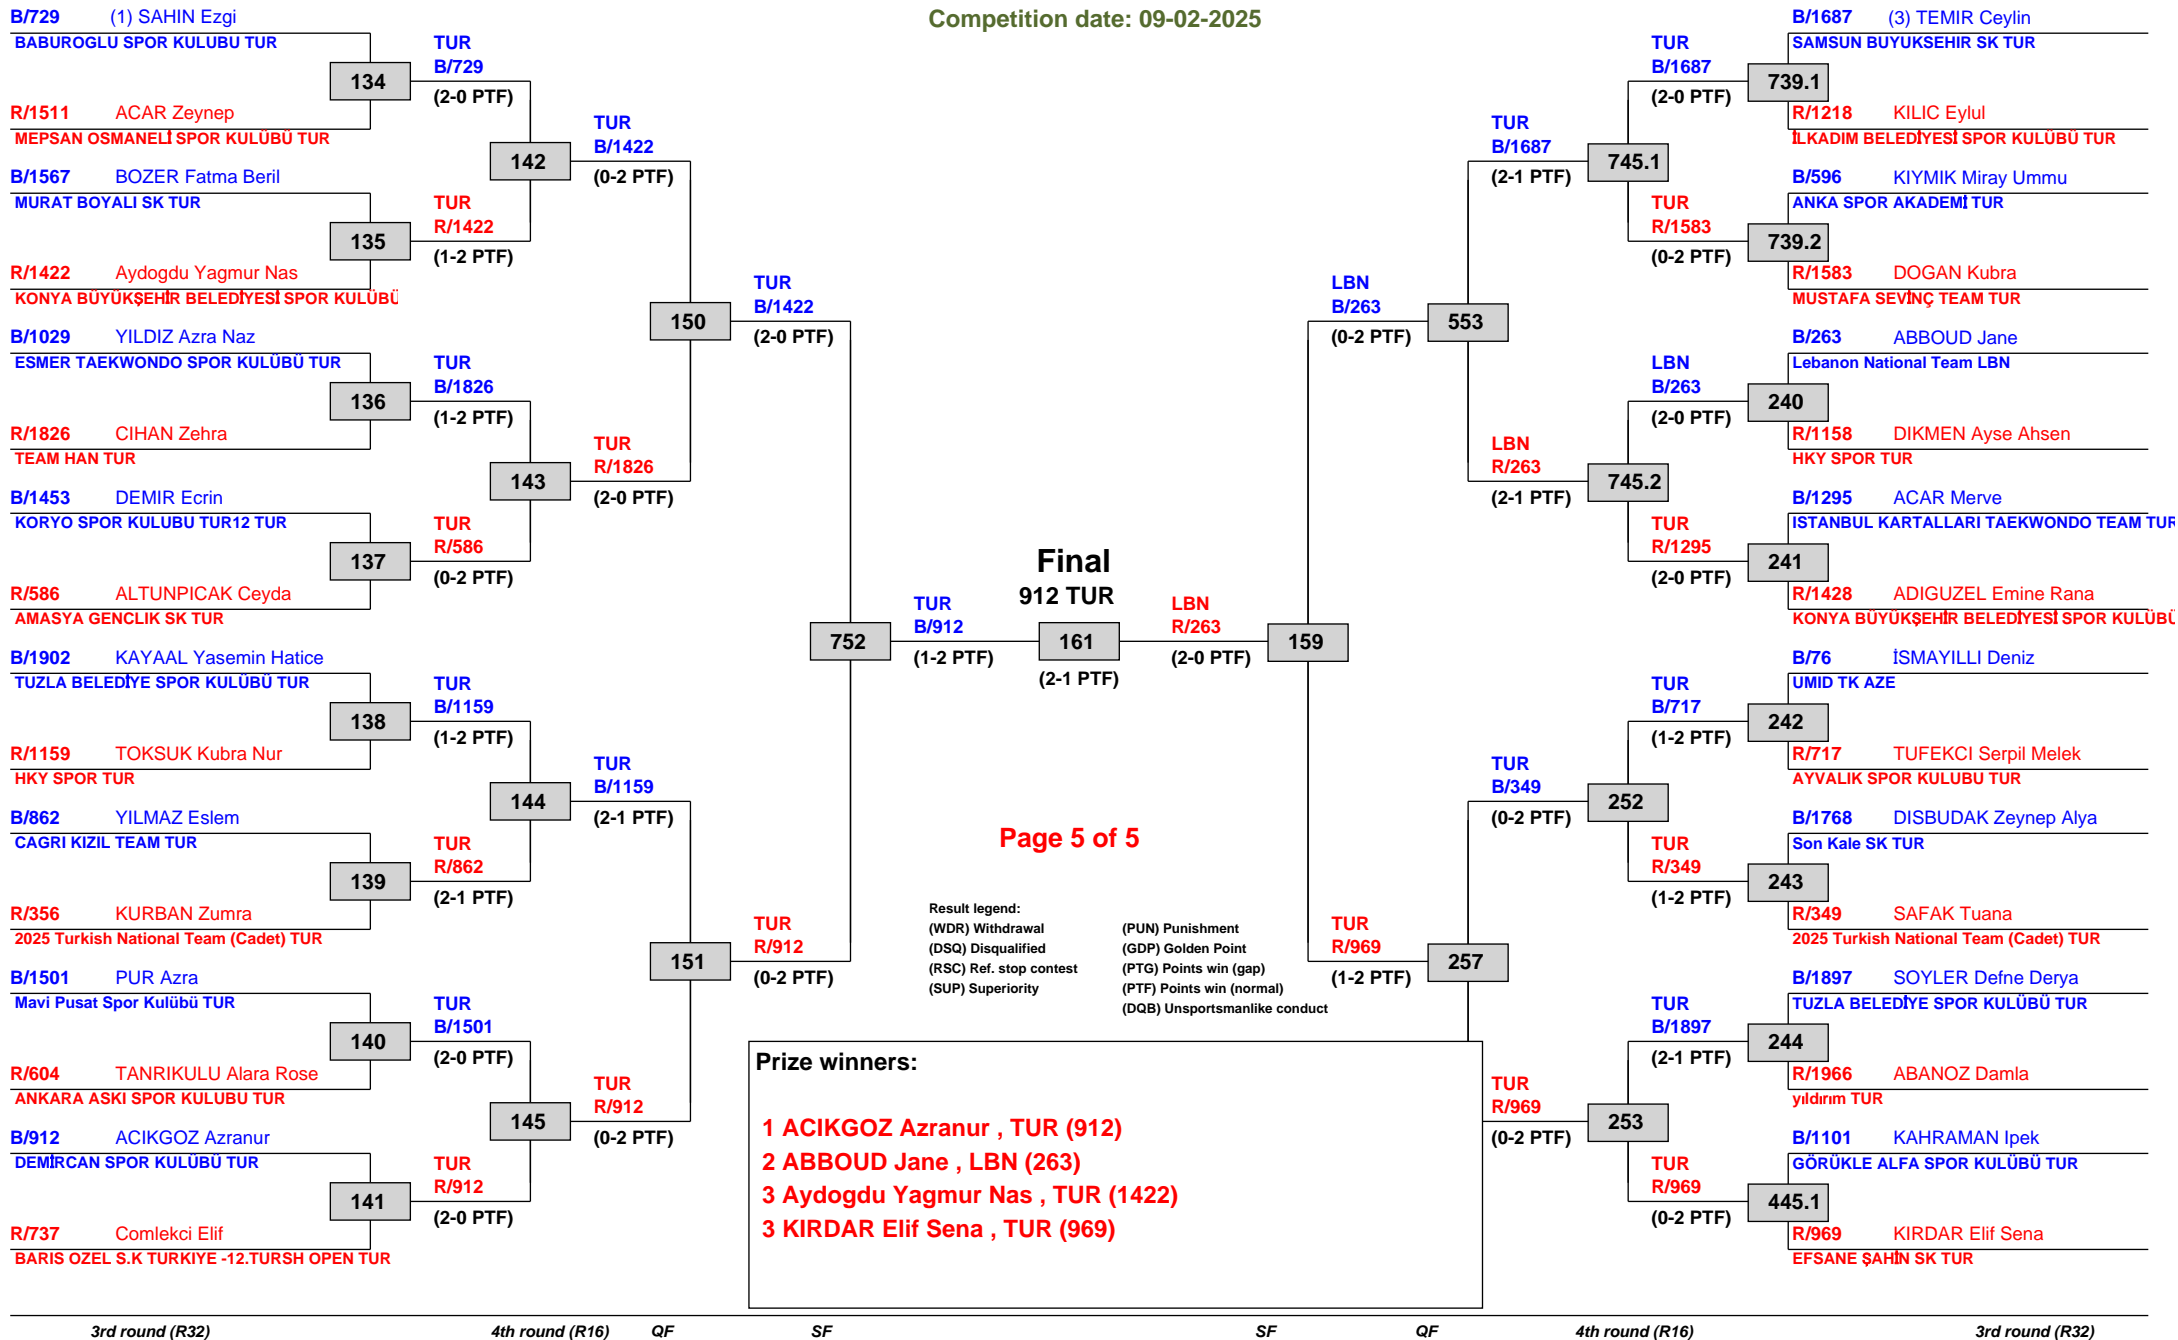 Competition date: 09-02-2025
B/729 (1) SAHIN Ezgi
BABUROGLU SPOR KULUBU TUR
134
R/1511 ACAR Zeynep
MEPSAN OSMANELİ SPOR KULÜBÜ TUR
B/1567 BOZER Fatma Beril
MURAT BOYALI SK TUR
135
R/1422 Aydogdu Yagmur Nas
KONYA BÜYÜKŞEHİR BELEDİYESİ SPOR KULÜBÜ
B/1029 YILDIZ Azra Naz
ESMER TAEKWONDO SPOR KULÜBÜ TUR
136
R/1826 CIHAN Zehra
TEAM HAN TUR
B/1453 DEMIR Ecrin
KORYO SPOR KULUBU TUR12 TUR
137
R/586 ALTUNPICAK Ceyda
AMASYA GENCLIK SK TUR
B/1902 KAYAAL Yasemin Hatice
TUZLA BELEDİYE SPOR KULÜBÜ TUR
138
R/1159 TOKSUK Kubra Nur
HKY SPOR TUR
B/862 YILMAZ Eslem
CAGRI KIZIL TEAM TUR
139
R/356 KURBAN Zumra
2025 Turkish National Team (Cadet) TUR
B/1501 PUR Azra
Mavi Pusat Spor Kulübü TUR
140
R/604 TANRIKULU Alara Rose
ANKARA ASKI SPOR KULUBU TUR
B/912 ACIKGOZ Azranur
DEMİRCAN SPOR KULÜBÜ TUR
141
R/737 Comlekci Elif
BARIS OZEL S.K TURKIYE -12.TURSH OPEN TUR
TUR
B/729
(2-0 PTF)
142
TUR
R/1422
(1-2 PTF)
TUR
B/1826
(1-2 PTF)
143
TUR
R/586
(0-2 PTF)
TUR
B/1159
(1-2 PTF)
144
TUR
R/862
(2-1 PTF)
TUR
B/1501
(2-0 PTF)
145
TUR
R/912
(2-0 PTF)
TUR
B/1422
(0-2 PTF)
150
TUR
R/1826
(2-0 PTF)
TUR
B/1159
(2-1 PTF)
151
TUR
R/912
(0-2 PTF)
TUR
B/1422
(2-0 PTF)
752
TUR
R/912
(0-2 PTF)
TUR
B/912
(1-2 PTF)
Final
912 TUR
161
(2-1 PTF)
LBN
R/263
(2-0 PTF)
159
LBN
B/263
(0-2 PTF)
TUR
R/969
(1-2 PTF)
TUR
B/1687
(2-1 PTF)
553
LBN
R/263
(2-1 PTF)
TUR
B/349
(0-2 PTF)
257
TUR
R/969
(0-2 PTF)
TUR
B/1687
(2-0 PTF)
745.1
TUR
R/1583
(0-2 PTF)
LBN
B/263
(2-0 PTF)
745.2
TUR
R/1295
(2-0 PTF)
TUR
B/717
(1-2 PTF)
252
TUR
R/349
(1-2 PTF)
TUR
B/1897
(2-1 PTF)
253
TUR
R/969
(0-2 PTF)
B/1687 (3) TEMIR Ceylin
SAMSUN BUYUKSEHIR SK TUR
739.1
R/1218 KILIC Eylul
İLKADIM BELEDİYESİ SPOR KULÜBÜ TUR
B/596 KIYMIK Miray Ummu
ANKA SPOR AKADEMİ TUR
739.2
R/1583 DOGAN Kubra
MUSTAFA SEVİNÇ TEAM TUR
B/263 ABBOUD Jane
Lebanon National Team LBN
240
R/1158 DIKMEN Ayse Ahsen
HKY SPOR TUR
B/1295 ACAR Merve
ISTANBUL KARTALLARI TAEKWONDO TEAM TUR
241
R/1428 ADIGUZEL Emine Rana
KONYA BÜYÜKŞEHİR BELEDİYESİ SPOR KULÜBÜ
B/76 İSMAYILLI Deniz
UMID TK AZE
242
R/717 TUFEKCI Serpil Melek
AYVALIK SPOR KULUBU TUR
B/1768 DISBUDAK Zeynep Alya
Son Kale SK TUR
243
R/349 SAFAK Tuana
2025 Turkish National Team (Cadet) TUR
B/1897 SOYLER Defne Derya
TUZLA BELEDİYE SPOR KULÜBÜ TUR
244
R/1966 ABANOZ Damla
yıldırım TUR
B/1101 KAHRAMAN Ipek
GÖRÜKLE ALFA SPOR KULÜBÜ TUR
445.1
R/969 KIRDAR Elif Sena
EFSANE ŞAHİN SK TUR
Page 5 of 5
Result legend:
(WDR) Withdrawal (PUN) Punishment
(DSQ) Disqualified (GDP) Golden Point
(RSC) Ref. stop contest (PTG) Points win (gap)
(SUP) Superiority (PTF) Points win (normal)
(DQB) Unsportsmanlike conduct
Prize winners:
1 ACIKGOZ Azranur , TUR (912)
2 ABBOUD Jane , LBN (263)
3 Aydogdu Yagmur Nas , TUR (1422)
3 KIRDAR Elif Sena , TUR (969)
3rd round (R32) 4th round (R16) QF SF SF QF 4th round (R16) 3rd round (R32)